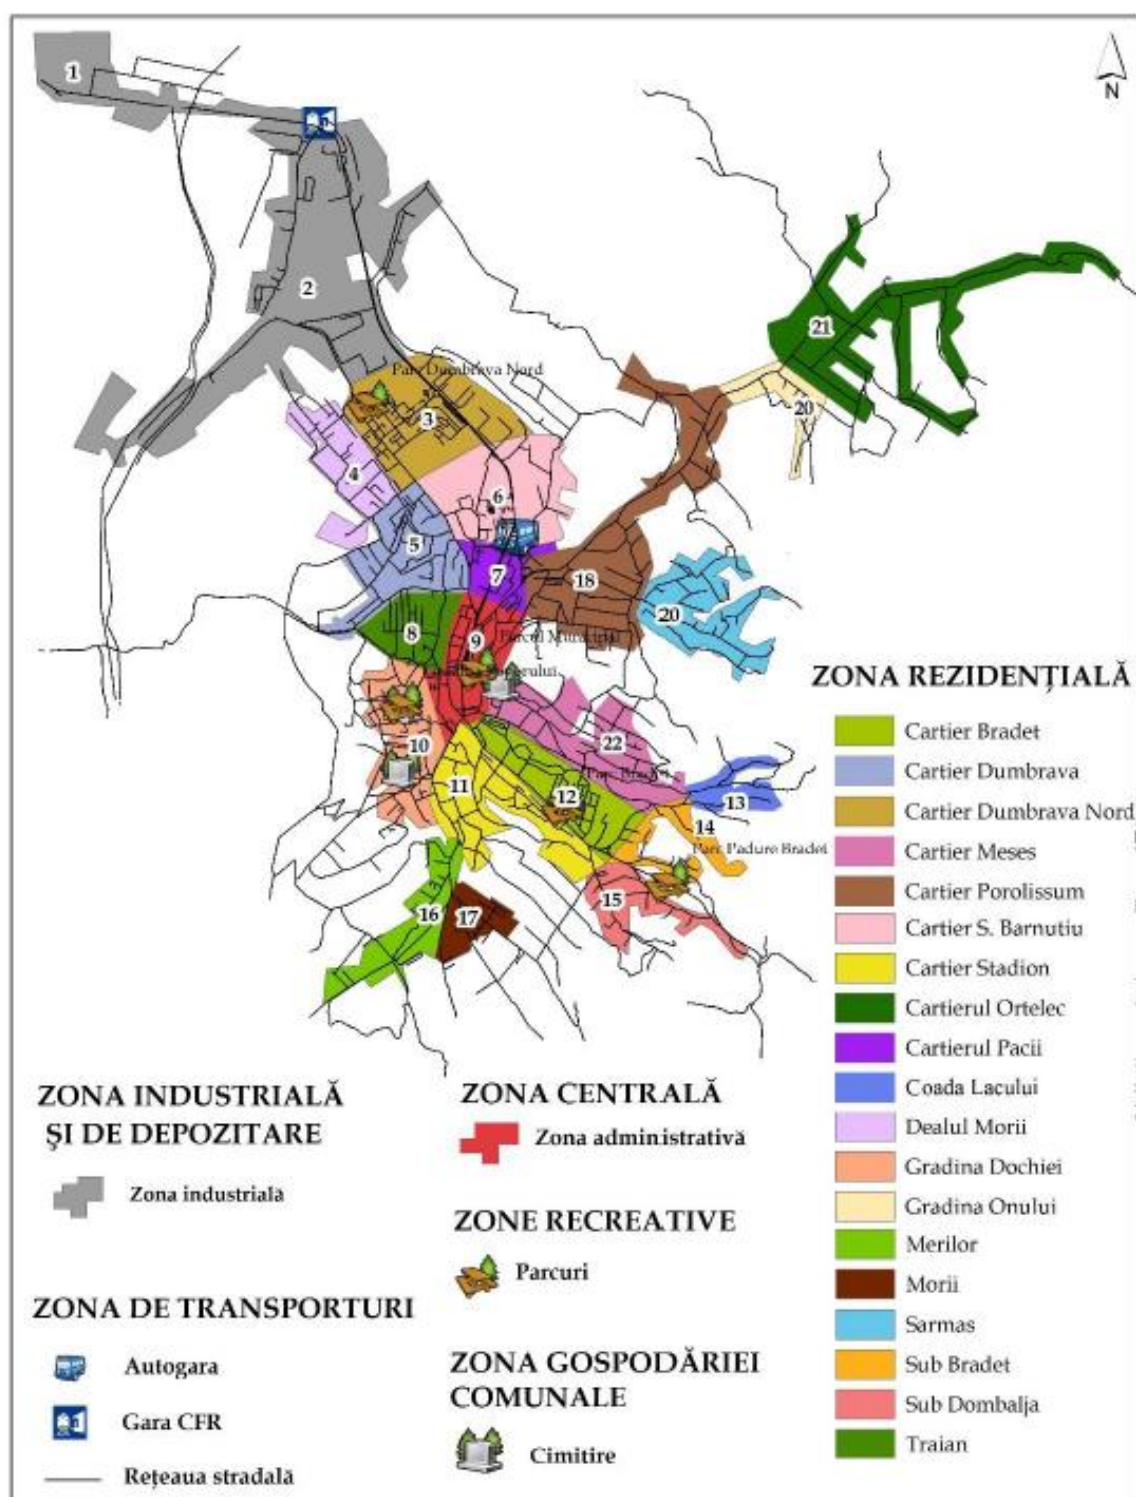 N
1
2
Parc Dumbrava Nord
3
4
5
6
7
8
9
Parcul Municipal
10
11
Parc Bradet
12
13
14
Parc Padure Bradet
15
16
17
18
20
20
21
22
ZONA REZIDENȚIALĂ
Cartier Bradet
Cartier Dumbrava
Cartier Dumbrava Nord
Cartier Meses
Cartier Porolissum
Cartier S. Barnutiu
Cartier Stadion
Cartierul Ortelec
Cartierul Pacii
Coada Lacului
Dealul Morii
Gradina Dochiei
Gradina Onului
Merilor
Morii
Sarmas
Sub Bradet
Sub Dombalja
Traian
ZONA INDUSTRIALĂ
ŞI DE DEPOZITARE
Zona industrială
ZONA DE TRANSPORTURI
Autogara
Gara CFR
Rețeaua stradală
ZONA CENTRALĂ
Zona administrativă
ZONE RECREATIVE
Parcuri
ZONA GOSPODĂRIEI
COMUNALE
Cimitire